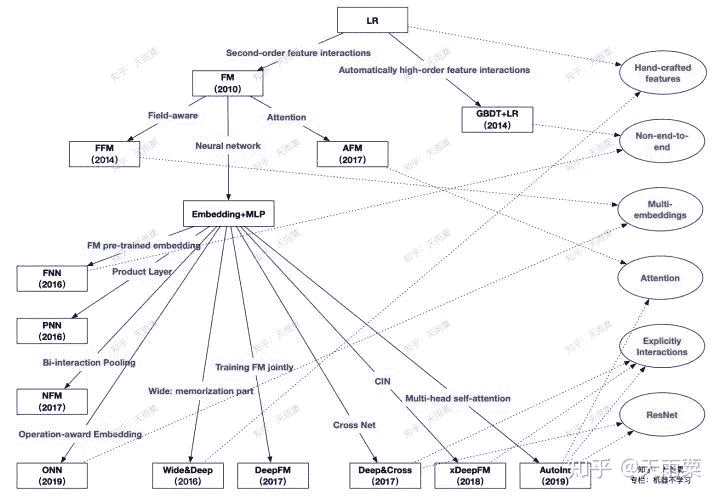 LR
Second-order feature interactions
Automatically high-order feature interactions
Hand-crafted
features
FM
(2010)
Field-aware
Attention
GBDT+LR
(2014)
Neural network
Non-end-to-
end
FFM
(2014)
AFM
(2017)
Multi-
embeddings
Embedding+MLP
FM pre-trained embedding
Product Layer
FNN
(2016)
Attention
PNN
(2016)
Explicitly
Interactions
Bi-interaction Pooling
Training FM jointly
CIN
NFM
(2017)
Wide: memorization part
Multi-head self-attention
ResNet
Operation-award Embedding
Cross Net
ONN
(2019)
Wide&Deep
(2016)
DeepFM
(2017)
Deep&Cross
(2017)
xDeepFM
(2018)
AutoInt
(2019)
知乎 @天雨粟
知乎：天雨粟
专栏：机器不学习